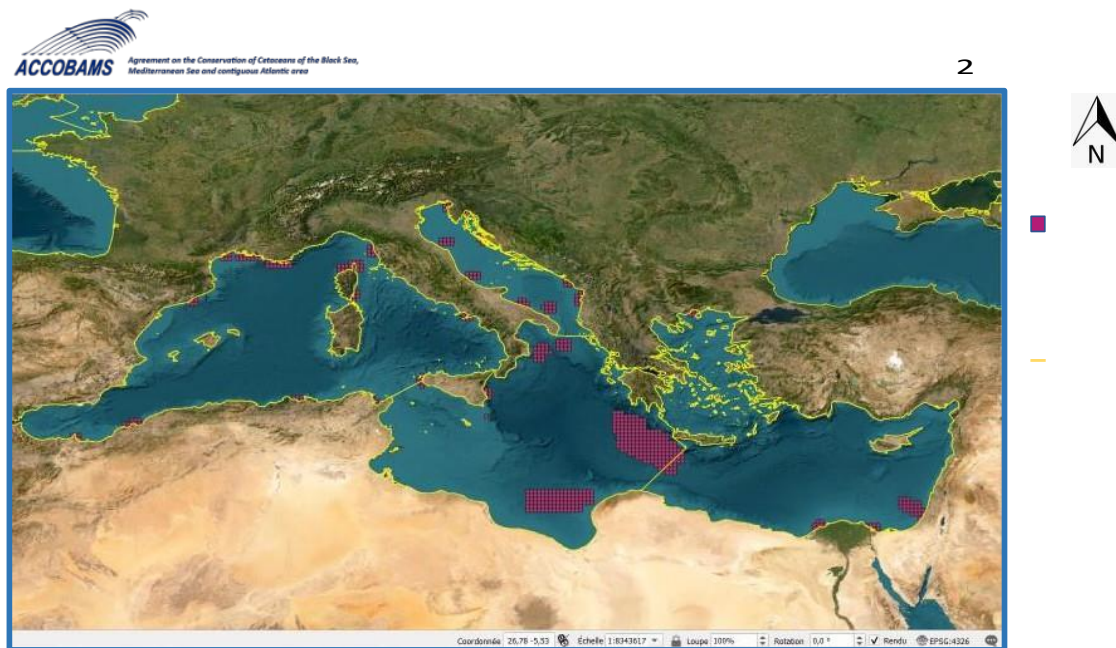 ACCOBAMS
Agreement on the Conservation of Cetaceans of the Black Sea,
Mediterranean Sea and contiguous Atlantic area
2
N
Coordonnée 26,78 -5,53 Échelle 1:8343617 Loupe 100% Rotation 0,0 ° Rendu EPSG:4326